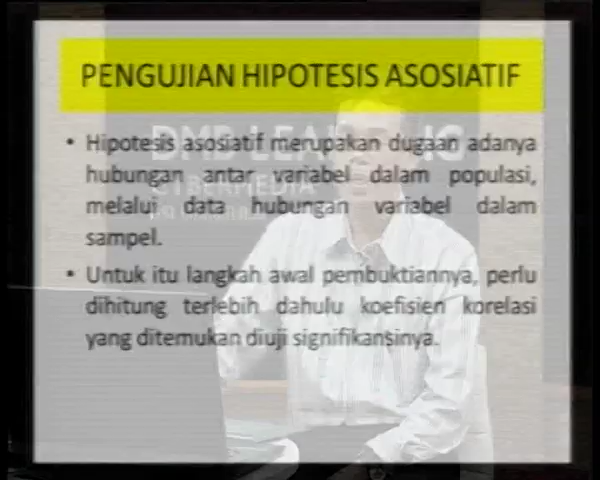 PENGUJIAN HIPOTESIS ASOSIATIF
• Hipotesis asosiatif merupakan dugaan adanya
hubungan antar variabel dalam populasi,
melalui data hubungan variabel dalam
sampel.
• Untuk itu langkah awal pembuktiannya, perlu
dihitung terlebih dahulu koefisien korelasi
yang ditemukan diuji signifikansinya.
CYBERMEDIA